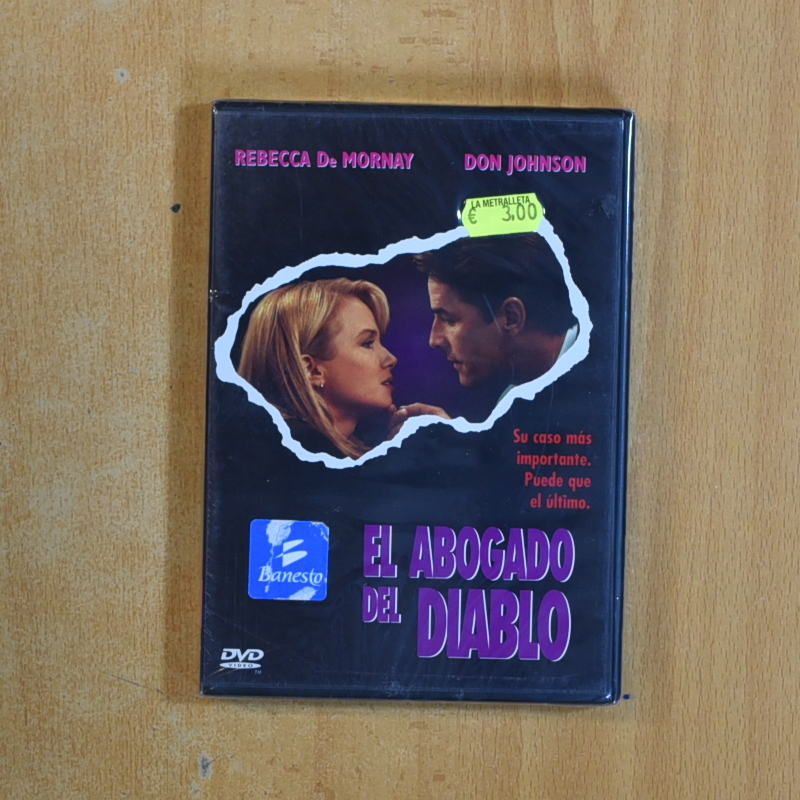 REBECCA De MORNAY
DON JOHNSON
LA METRALLETA
€ 3.00
Su caso más
importante.
Puede que
el último.
Banesto
EL ABOGADO
DEL DIABLO
DVD
VIDEO
TM